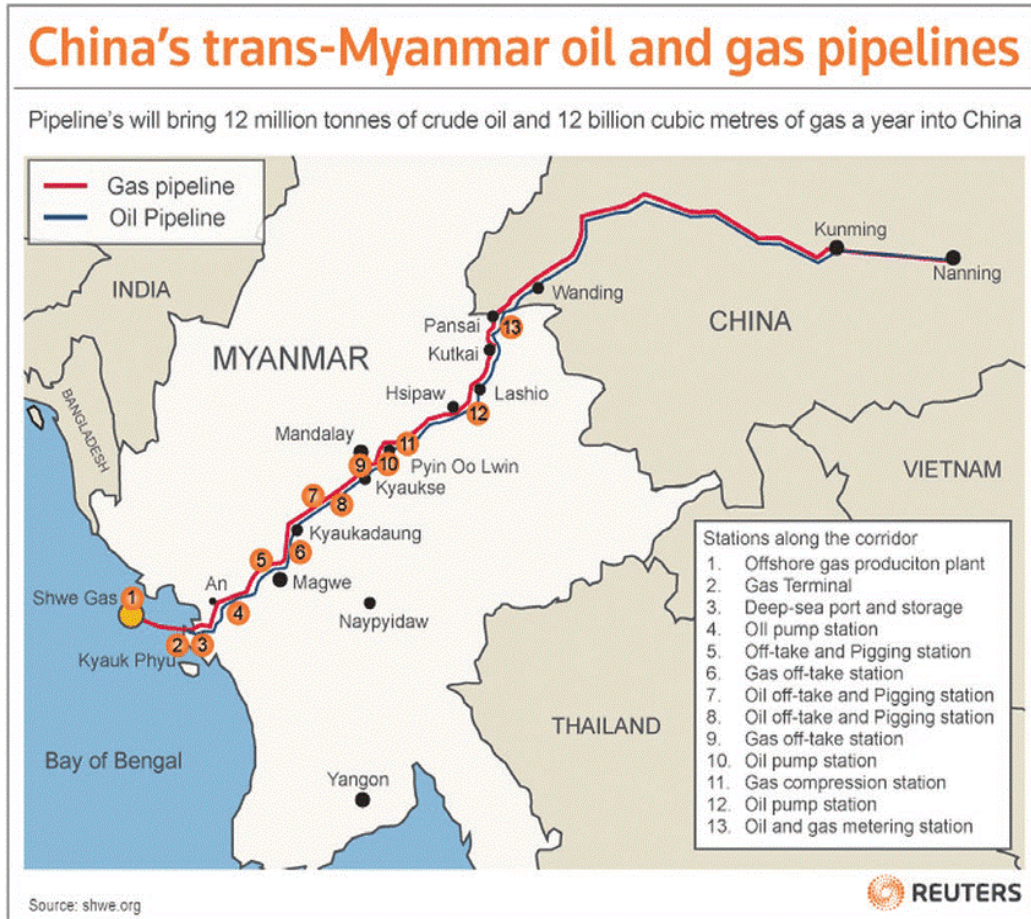 China's trans-Myanmar oil and gas pipelines
Pipeline's will bring 12 million tonnes of crude oil and 12 billion cubic metres of gas a year into China
Gas pipeline
Oil Pipeline
INDIA
BANGLADESH
MYANMAR
CHINA
VIETNAM
THAILAND
Kunming
Nanning
Wanding
Pansai
13
Kutkai
Hsipaw
Lashio
12
Mandalay
11
9
10
Pyin Oo Lwin
Kyaukse
7
8
Kyaukadaung
5
6
An
Magwe
4
Naypyidaw
Shwe Gas
1
2
3
Kyauk Phyu
Bay of Bengal
Yangon
Stations along the corridor
1. Offshore gas produciton plant
2. Gas Terminal
3. Deep-sea port and storage
4. OIl pump station
5. Off-take and Pigging station
6. Gas off-take station
7. Oil off-take and Pigging station
8. Oil off-take and Pigging station
9. Gas off-take station
10. Oil pump station
11. Gas compression station
12. Oil pump station
13. Oil and gas metering station
Source: shwe.org
REUTERS